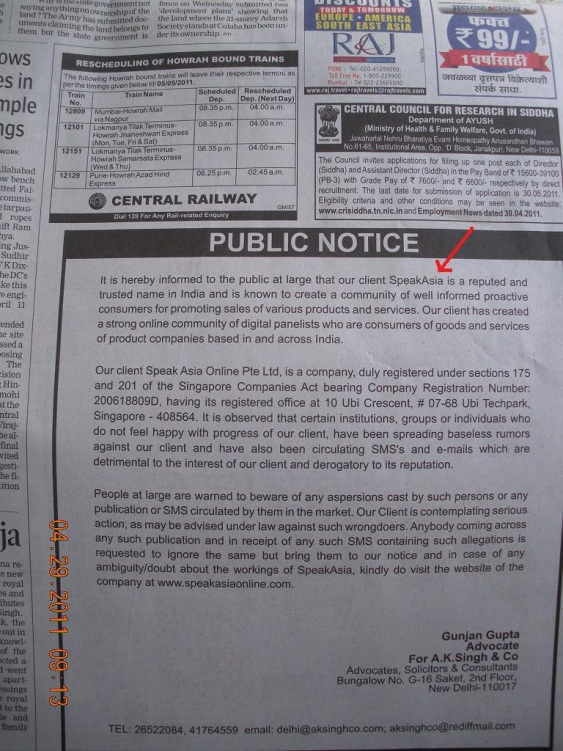 why is the state government not
saying anything on ownership of the
land? The Army has submitted doc-
uments claiming the land belongs to
them but the state government is
fence on Wednesday submitted two
'development plans' showing that
the land where the 31-storey Adarsh
Society stands at Colaba has been un-
der its ownership.
DISCOUNTS
TODAY & TOMORROW
EUROPE • AMERICA
SOUTH EAST ASIA
RAJ
PUNE : Tel: 020-41299999,
Toll Free No. 1-800-229900
Mumbai : Tel 022-23665000
www.raj.travel • rajtravels@rajtravels.com
फक्त
₹ 99/-
१ वर्षासाठी
जवळच्या वृत्तपत्र विक्रेत्याशी
संपर्क साधा.
RESCHEDULING OF HOWRAH BOUND TRAINS
The following Howrah bound trains will leave their respective termini as
per the timings given below till 05/05/2011.
Train No. Train Name Scheduled Dep. Rescheduled Dep. (Next Day)
12809 Mumbai-Howrah Mail via Nagpur 08.35 p.m. 04.00 a.m.
12101 Lokmanya Tilak Terminus- Howrah Jnaneshwari Express (Mon, Tue, Fri & Sat) 08.35 p.m. 04.00 a.m.
12151 Lokmanya Tilak Terminus- Howrah Samarsata Express (Wed & Thu) 08.35 p.m. 04.00 a.m.
12129 Pune-Howrah Azad Hind Express 06.25 p.m. 02.45 a.m.
CENTRAL RAILWAY
Dial 139 For Any Rail-related Enquiry
CENTRAL COUNCIL FOR RESEARCH IN SIDDHA
Department of AYUSH
(Ministry of Health & Family Welfare, Govt. of India)
Jawaharlal Nehru Bharatiya Evam Homoeopathy Anusandhan Bhawan
No.61-65, Institutional Area, Opp. 'D' Block, Janakpuri, New Delhi-110058
The Council invites applications for filling up one post each of Director
(Siddha) and Assistant Director (Siddha) in the Pay Band of ₹ 15600-39100
(PB-3) with Grade Pay of ₹ 7600/- and ₹ 6600/- respectively by direct
recruitment. The last date for submission of application is 30.05.2011.
Eligibility criteria and other conditions may be seen in the website:
www.crisiddha.tn.nic.in and Employment News dated 30.04.2011.
PUBLIC NOTICE
It is hereby informed to the public at large that our client SpeakAsia is a reputed and
trusted name in India and is known to create a community of well informed proactive
consumers for promoting sales of various products and services. Our client has created
a strong online community of digital panelists who are consumers of goods and services
of product companies based in and across India.
Our client Speak Asia Online Pte Ltd, is a company, duly registered under sections 175
and 201 of the Singapore Companies Act bearing Company Registration Number:
200618809D, having its registered office at 10 Ubi Crescent, # 07-68 Ubi Techpark,
Singapore - 408564. It is observed that certain institutions, groups or individuals who
do not feel happy with progress of our client, have been spreading baseless rumors
against our client and have also been circulating SMS's and e-mails which are
detrimental to the interest of our client and derogatory to its reputation.
People at large are warned to beware of any aspersions cast by such persons or any
publication or SMS circulated by them in the market. Our Client is contemplating serious
action, as may be advised under law against such wrongdoers. Anybody coming across
any such publication and in receipt of any such SMS containing such allegations is
requested to ignore the same but bring them to our notice and in case of any
ambiguity/doubt about the workings of SpeakAsia, kindly do visit the website of the
company at www.speakasiaonline.com.
Gunjan Gupta
Advocate
For A.K.Singh & Co
Advocates, Solicitors & Consultants
Bungalow No. G-16 Saket, 2nd Floor,
New Delhi-110017
TEL: 26522084, 41764559 email: delhi@aksinghco.com; aksinghco@rediffmail.com
04.29.2011 09:13